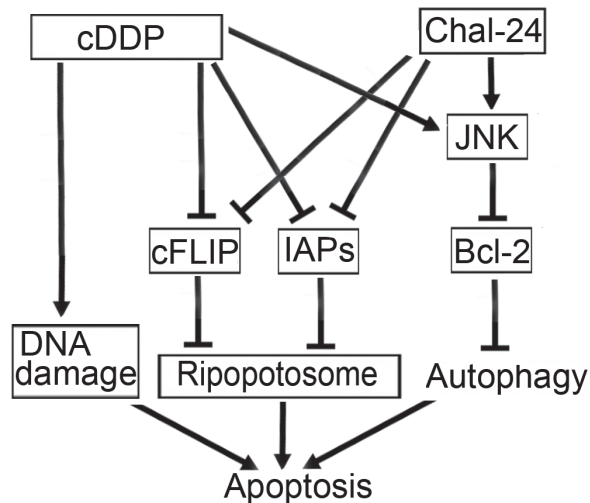 cDDP
Chal-24
JNK
cFLIP
IAPs
Bcl-2
DNA
damage
Ripopotosome
Autophagy
Apoptosis